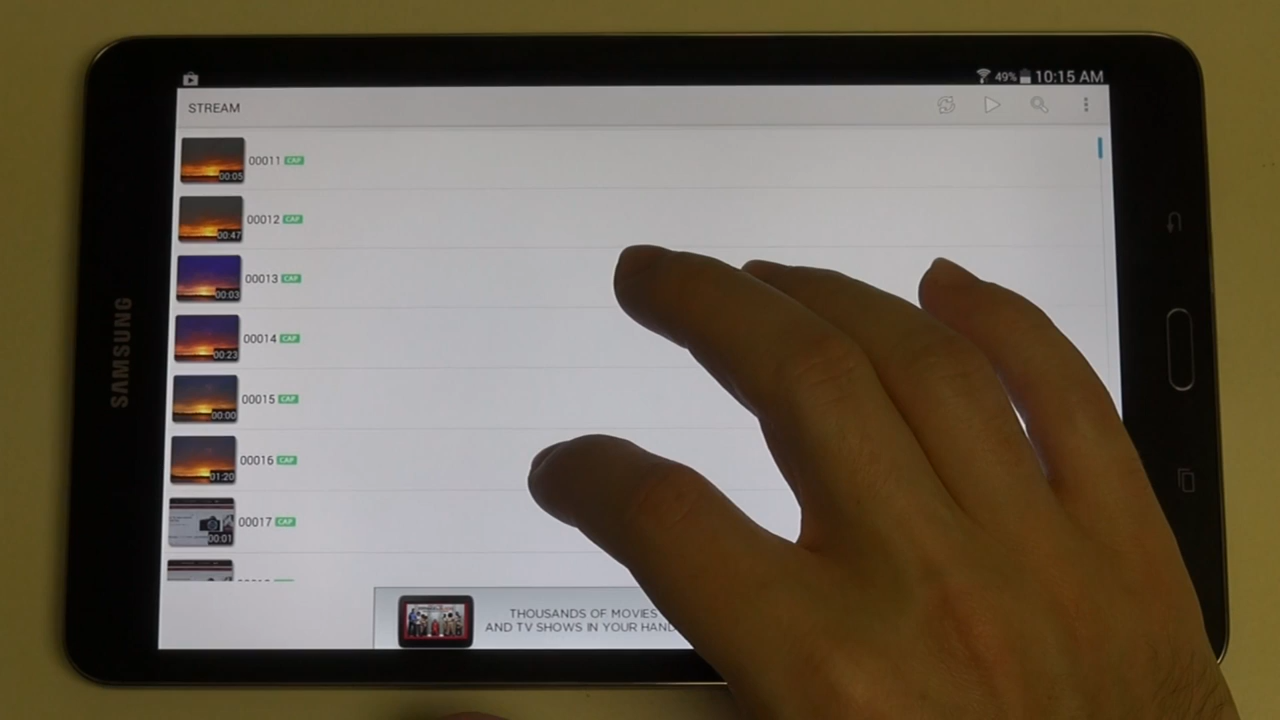 49% 10:15 AM
STREAM
00:05 00011 CAP
00:47 00012 CAP
00:03 00013 CAP
00:23 00014 CAP
00:00 00015 CAP
01:20 00016 CAP
00:01 00017 CAP
THOUSANDS OF MOVIES
AND TV SHOWS IN YOUR HAND
SAMSUNG